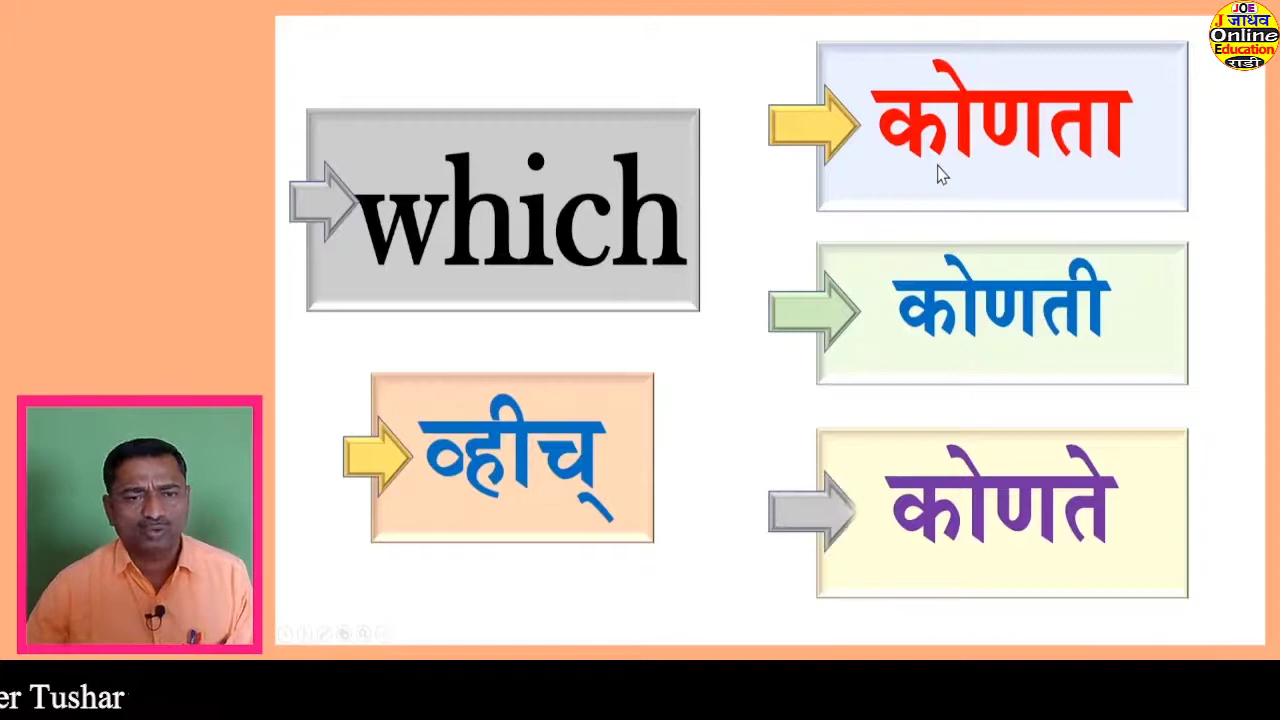 JOE
J जाधव
Online
Education
राडी
which
व्हीच्
कोणता
कोणती
कोणते
er Tushar